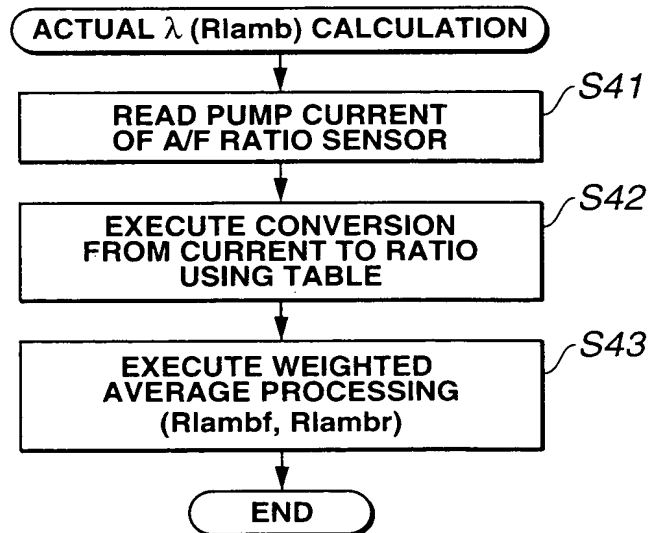 ACTUAL λ (Rlamb) CALCULATION
S41
READ PUMP CURRENT
OF A/F RATIO SENSOR
S42
EXECUTE CONVERSION
FROM CURRENT TO RATIO
USING TABLE
S43
EXECUTE WEIGHTED
AVERAGE PROCESSING
(Rlambf, Rlambr)
END